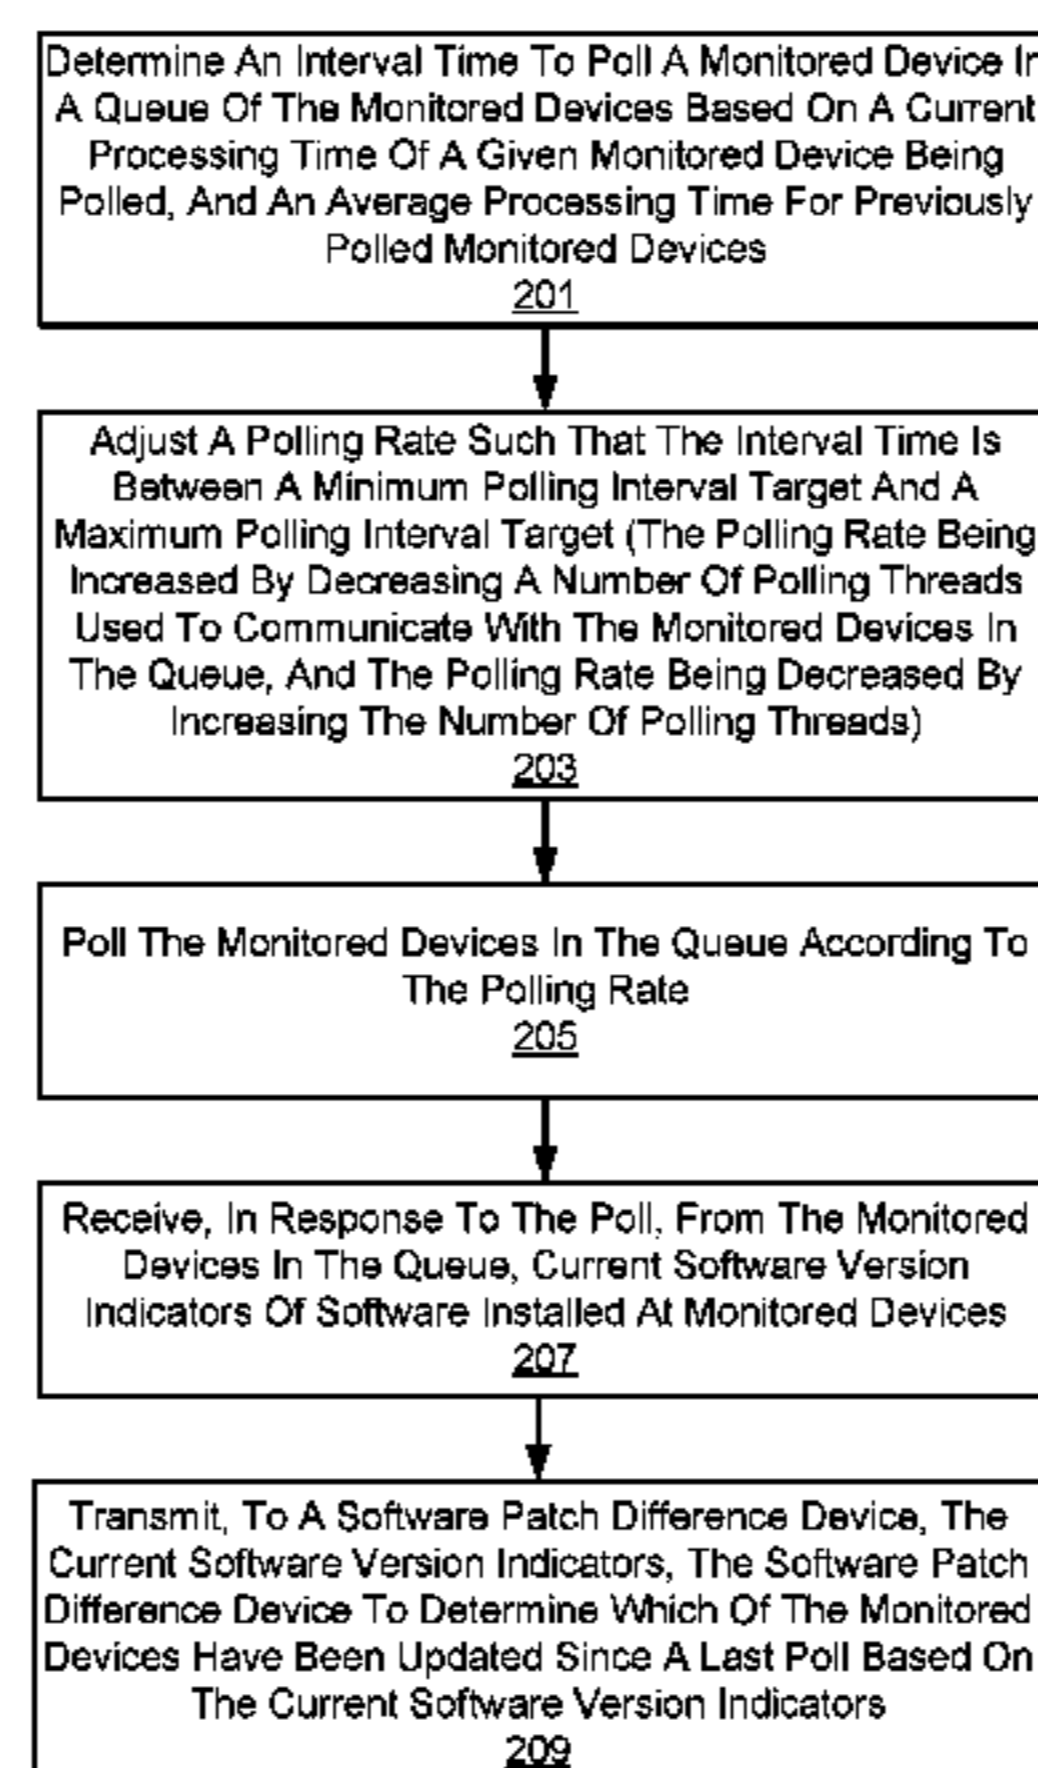 Determine An Interval Time To Poll A Monitored Device In
A Queue Of The Monitored Devices Based On A Current
Processing Time Of A Given Monitored Device Being
Polled, And An Average Processing Time For Previously
Polled Monitored Devices
201
Adjust A Polling Rate Such That The Interval Time Is
Between A Minimum Polling Interval Target And A
Maximum Polling Interval Target (The Polling Rate Being
Increased By Decreasing A Number Of Polling Threads
Used To Communicate With The Monitored Devices In
The Queue, And The Polling Rate Being Decreased By
Increasing The Number Of Polling Threads)
203
Poll The Monitored Devices In The Queue According To
The Polling Rate
205
Receive, In Response To The Poll, From The Monitored
Devices In The Queue, Current Software Version
Indicators Of Software Installed At Monitored Devices
207
Transmit, To A Software Patch Difference Device, The
Current Software Version Indicators, The Software Patch
Difference Device To Determine Which Of The Monitored
Devices Have Been Updated Since A Last Poll Based On
The Current Software Version Indicators
209